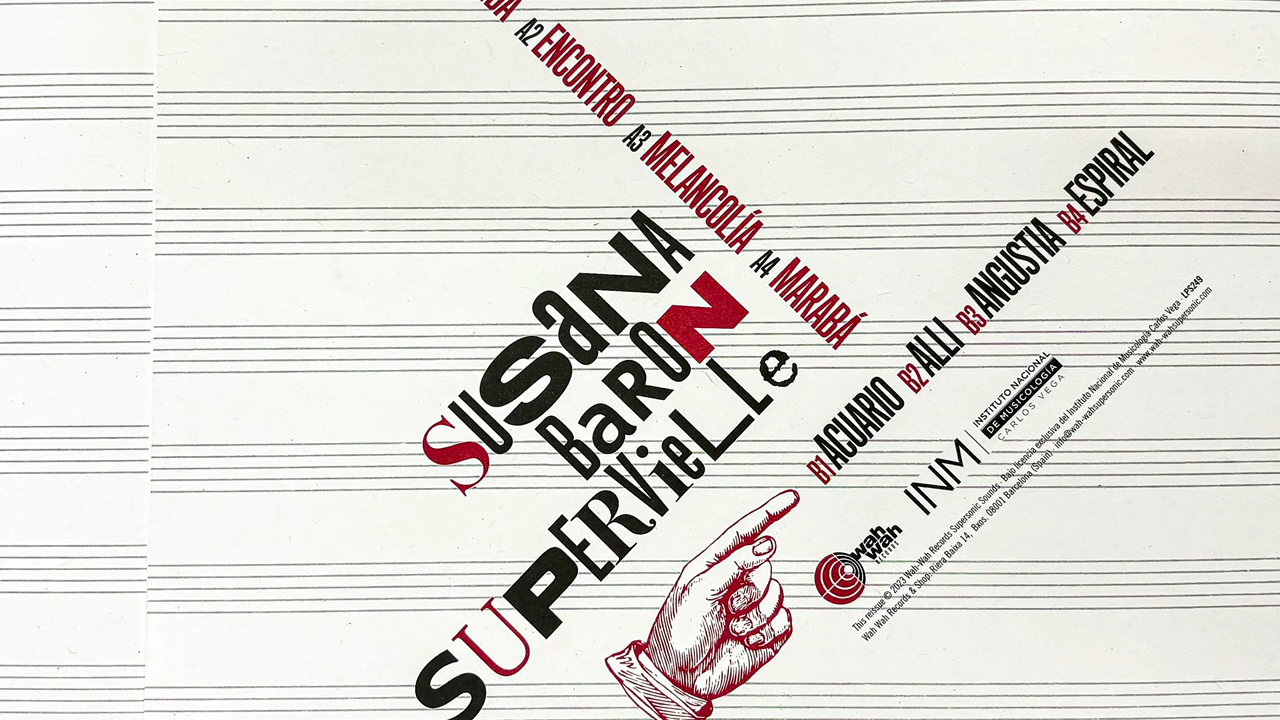 A2 ENCONTRO A3 MELANCOLÍA A4 MARABÁ
SUSaNA
BaRON
SUPERVieLLe
B1 ACUARIO B2 ALLI B3 ANGUSTIA B4 ESPIRAL
wah
wah
RECORDS
INM
INSTITUTO NACIONAL
DE MUSICOLOGÍA
CARLOS VEGA
This reissue © 2023 Wah-Wah Records Supersonic Sounds · Bajo licencia exclusiva del Instituto Nacional de Musicología Carlos Vega · LPS249
Wah Wah Records & Shop: Riera Baixa 14, Bxos. 08001 Barcelona (Spain) · info@wah-wahsupersonic.com · www.wah-wahsupersonic.com